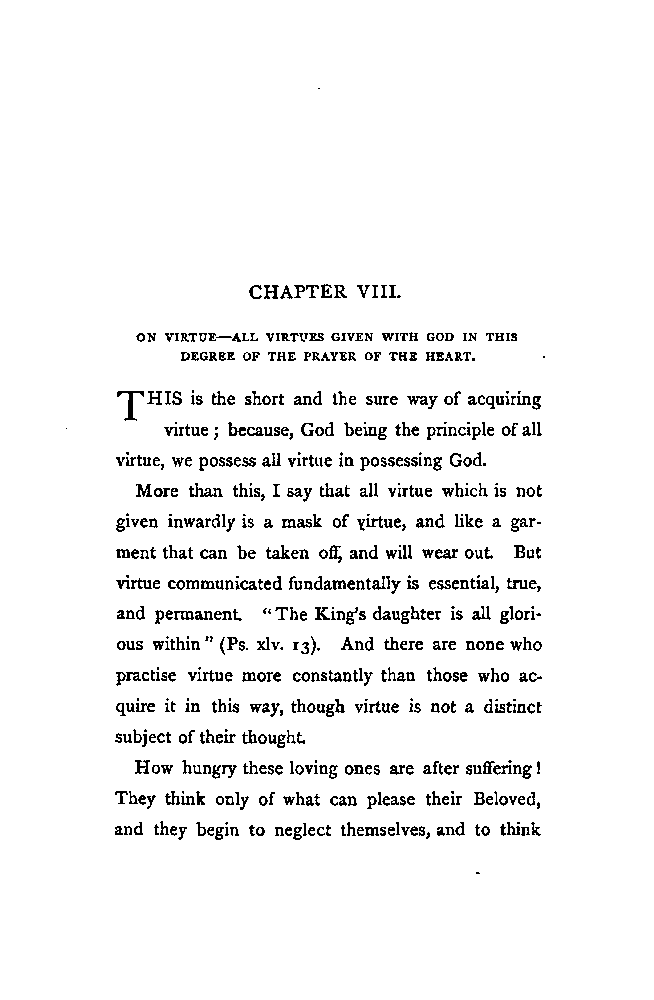 CHAPTER VIII.
ON VIRTUE—ALL VIRTUES GIVEN WITH GOD IN THIS
DEGREE OF THE PRAYER OF THE HEART.
THIS is the short and the sure way of acquiring
virtue; because, God being the principle of all
virtue, we possess all virtue in possessing God.
More than this, I say that all virtue which is not
given inwardly is a mask of virtue, and like a gar-
ment that can be taken off, and will wear out. But
virtue communicated fundamentally is essential, true,
and permanent. "The King's daughter is all glori-
ous within" (Ps. xlv. 13). And there are none who
practise virtue more constantly than those who ac-
quire it in this way, though virtue is not a distinct
subject of their thought.
How hungry these loving ones are after suffering!
They think only of what can please their Beloved,
and they begin to neglect themselves, and to think